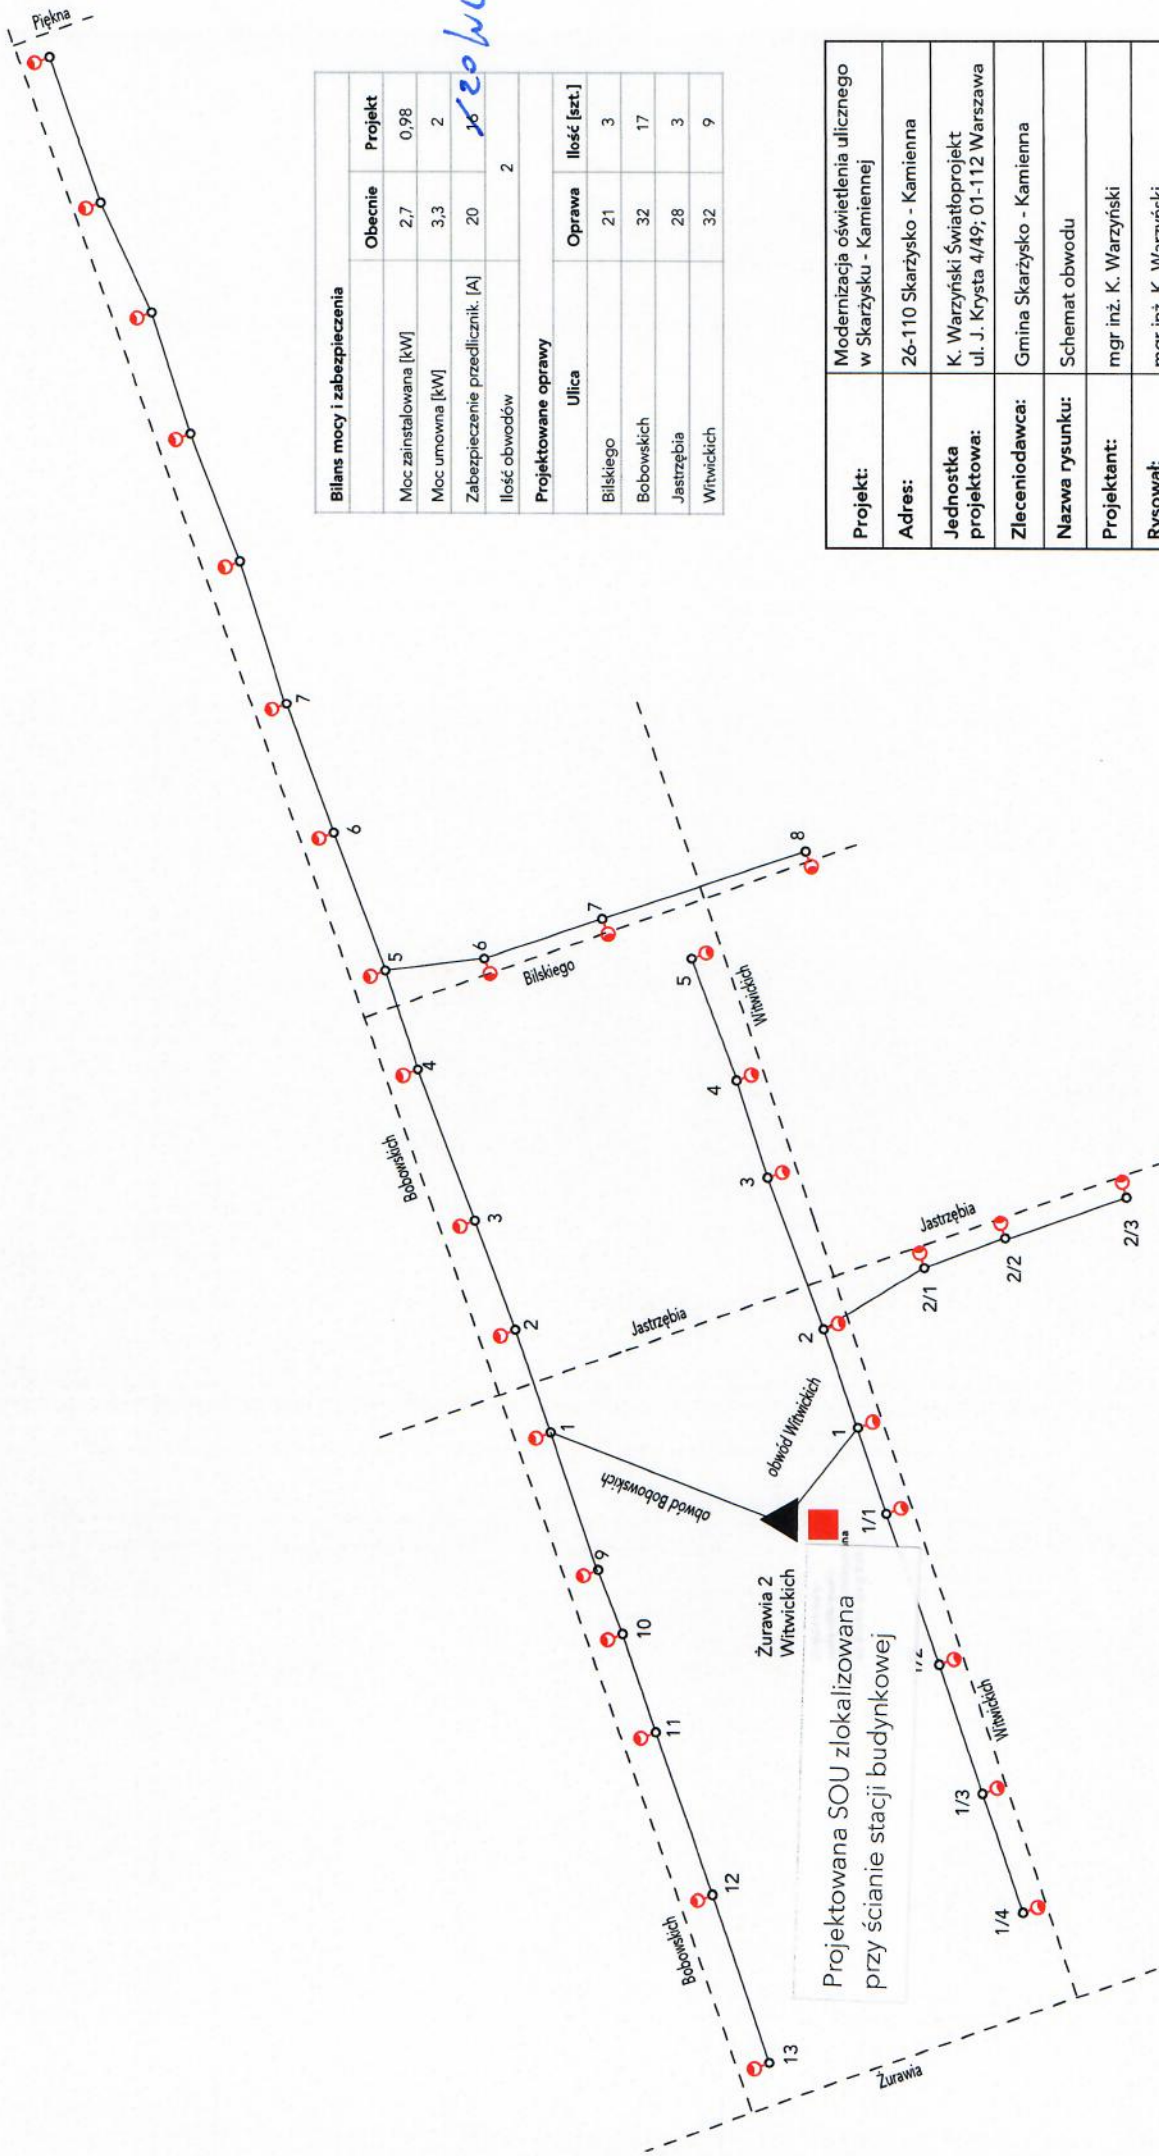 Piękna
7
6
5
4
3
2
1
9
10
11
12
13
Bobowskich
Bobowskich
6
7
8
Bilskiego
Jastrzębia
Jastrzębia
obwód Bobowskich
obwód Witwickich
Żurawia 2
Witwickich
Projektowana SOU zlokalizowana
przy ścianie stacji budynkowej
5
4
3
2
1
1/1
1/3
1/4
2/1
2/2
2/3
Witwickich
Witwickich
Żurawia
Bilans mocy i zabezpieczenia
Obecnie Projekt
Moc zainstalowana [kW] 2,7 0,98
Moc umowna [kW] 3,3 2
Zabezpieczenie przedlicznik. [A] 20 16 20
Ilość obwodów 2
Projektowane oprawy
Ulica Oprawa Ilość [szt.]
Bilskiego 21 3
Bobowskich 32 17
Jastrzębia 28 3
Witwickich 32 9
Projekt: Modernizacja oświetlenia ulicznego
w Skarżysku - Kamiennej
Adres: 26-110 Skarżysko - Kamienna
Jednostka K. Warzyński Światłoprojekt
projektowa: ul. J. Krysta 4/49; 01-112 Warszawa
Zleceniodawca: Gmina Skarżysko - Kamienna
Nazwa rysunku: Schemat obwodu
Projektant: mgr inż. K. Warzyński
Rysował: mgr inż. K. Warzyński